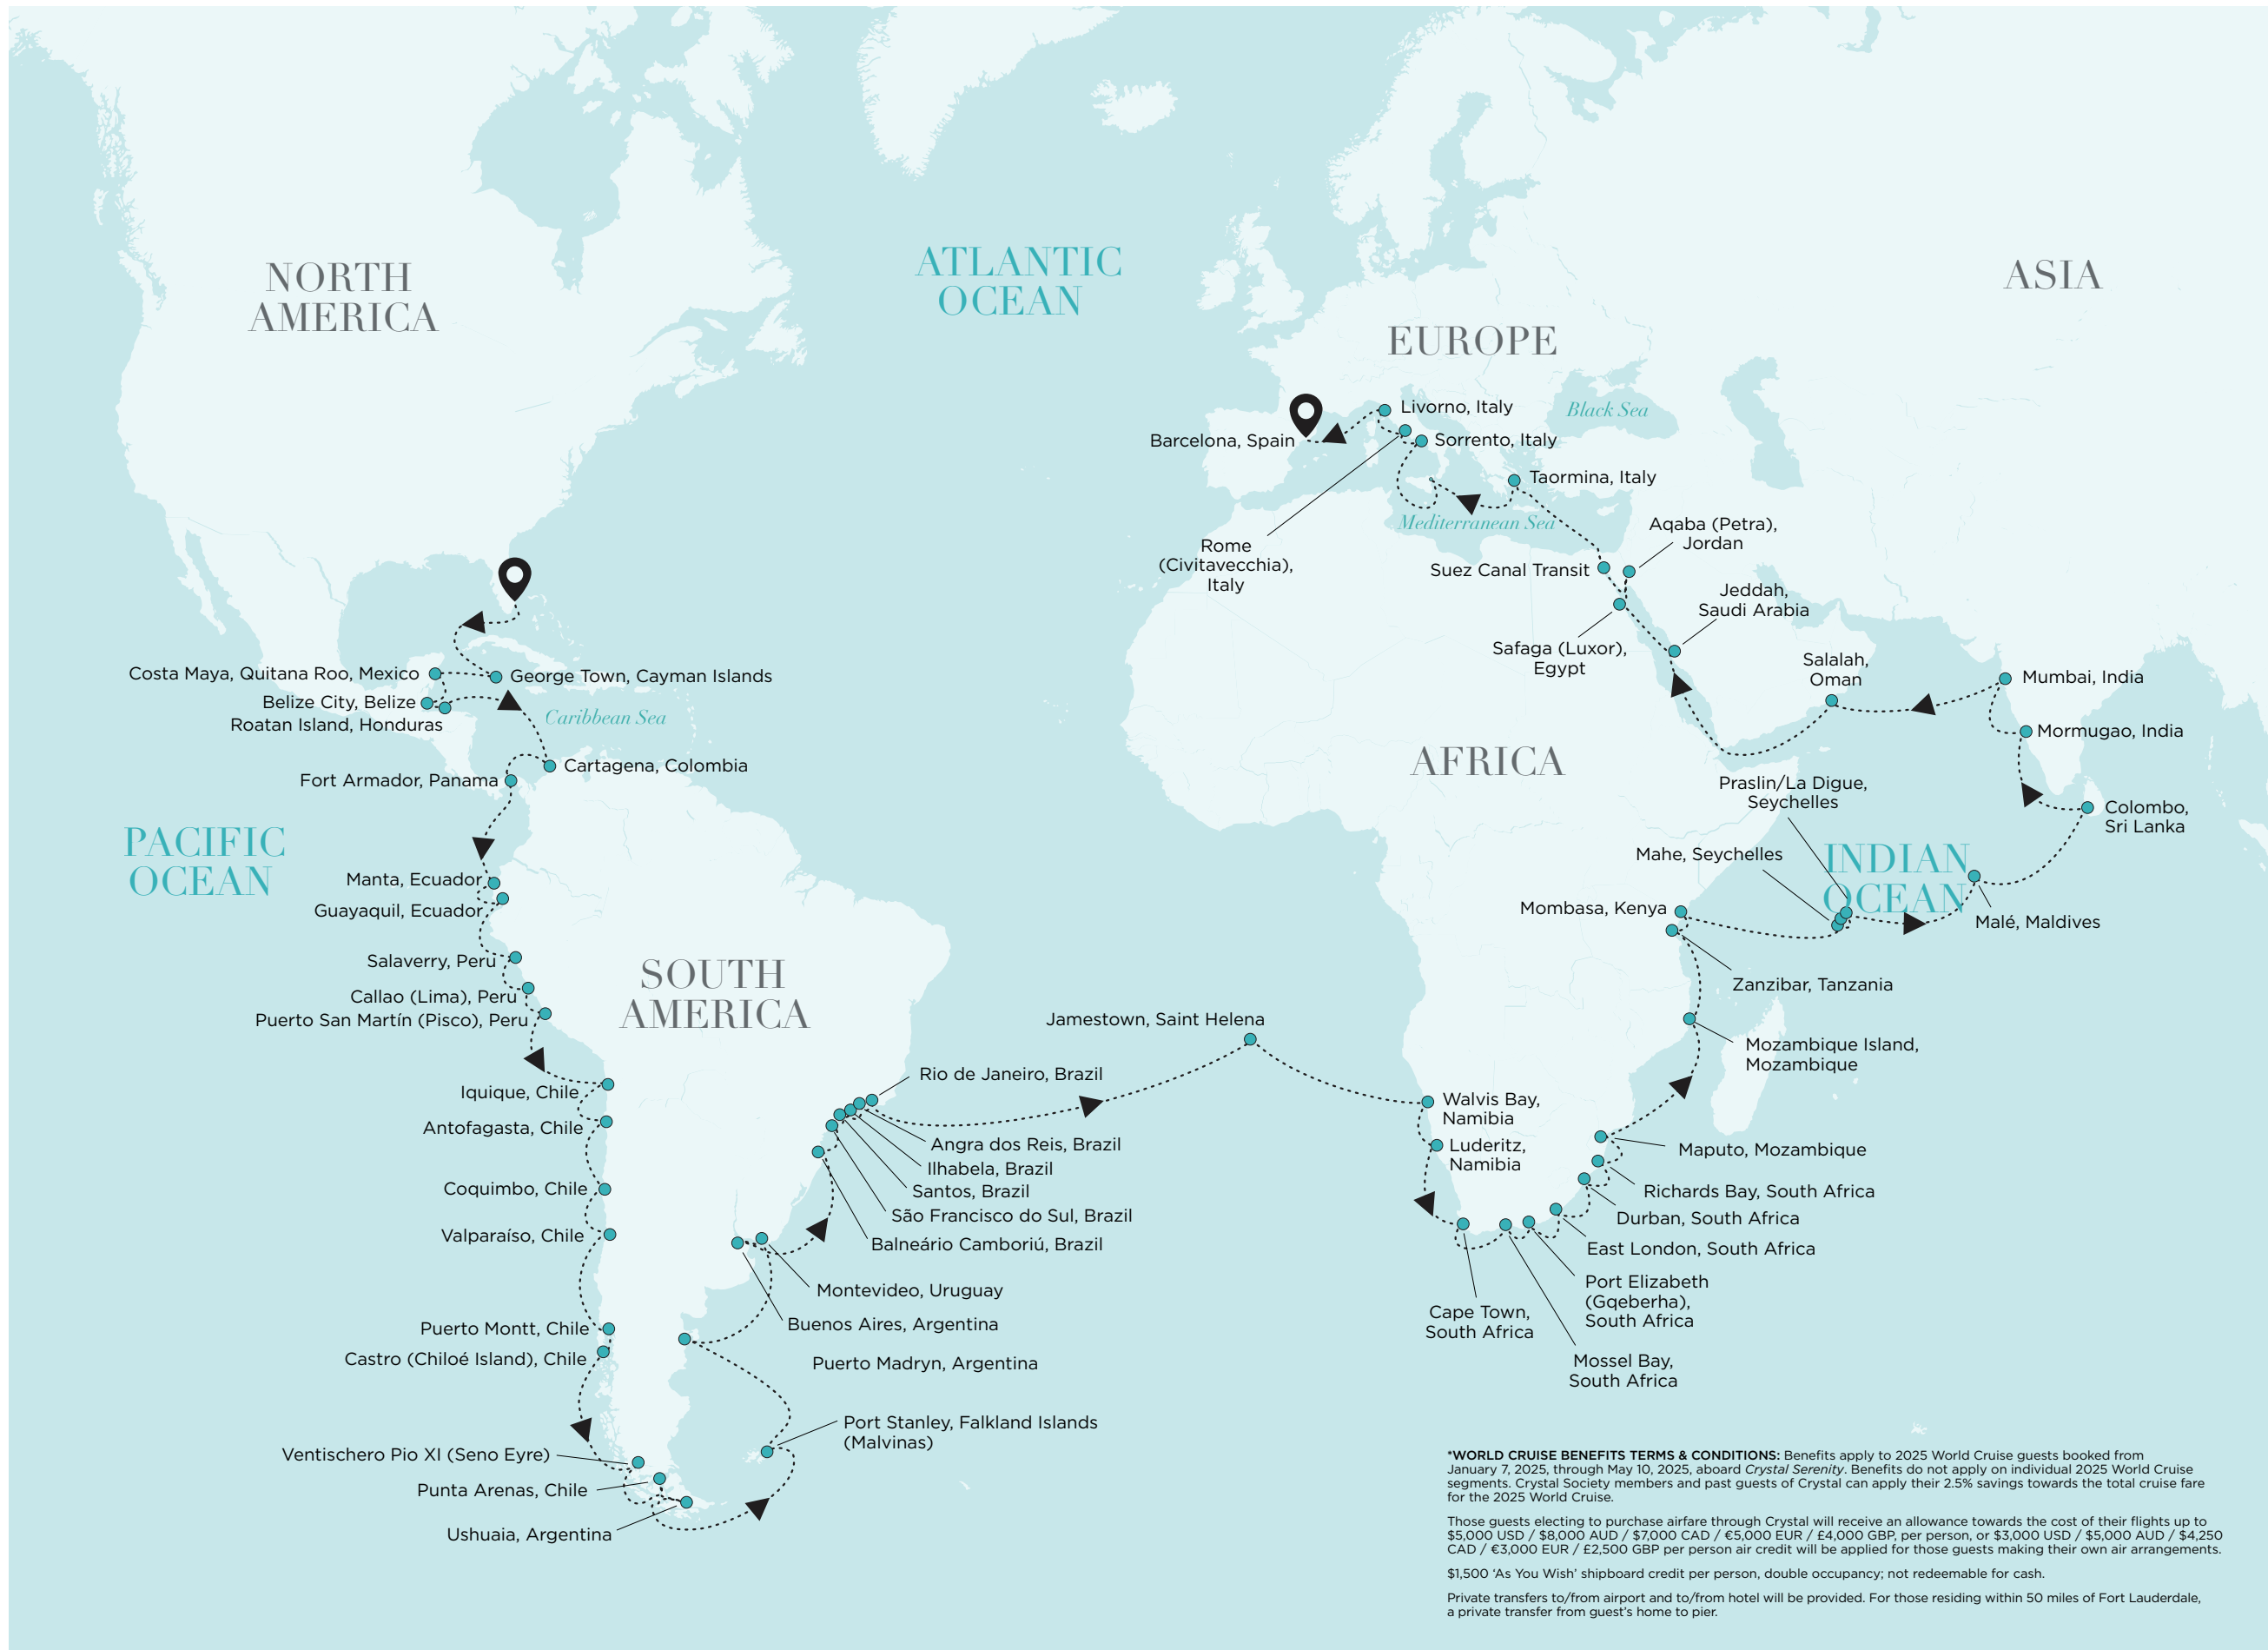 NORTH
AMERICA
ATLANTIC
OCEAN
EUROPE
ASIA
Black Sea
Livorno, Italy
Barcelona, Spain
Sorrento, Italy
Taormina, Italy
Mediterranean Sea
Rome
(Civitavecchia),
Italy
Aqaba (Petra),
Jordan
Suez Canal Transit
Jeddah,
Saudi Arabia
Safaga (Luxor),
Egypt
Salalah,
Oman
Mumbai, India
Mormugao, India
Colombo,
Sri Lanka
Costa Maya, Quitana Roo, Mexico
George Town, Cayman Islands
Belize City, Belize
Roatan Island, Honduras
Caribbean Sea
Cartagena, Colombia
Fort Armador, Panama
PACIFIC
OCEAN
AFRICA
Praslin/La Digue,
Seychelles
Mahe, Seychelles
INDIAN
OCEAN
Malé, Maldives
Mombasa, Kenya
Zanzibar, Tanzania
Manta, Ecuador
Guayaquil, Ecuador
Salaverry, Peru
Callao (Lima), Peru
Puerto San Martín (Pisco), Peru
SOUTH
AMERICA
Jamestown, Saint Helena
Mozambique Island,
Mozambique
Iquique, Chile
Antofagasta, Chile
Coquimbo, Chile
Valparaíso, Chile
Puerto Montt, Chile
Castro (Chiloé Island), Chile
Ventischero Pio XI (Seno Eyre)
Punta Arenas, Chile
Ushuaia, Argentina
Rio de Janeiro, Brazil
Angra dos Reis, Brazil
Ilhabela, Brazil
Santos, Brazil
São Francisco do Sul, Brazil
Balneário Camboriú, Brazil
Montevideo, Uruguay
Buenos Aires, Argentina
Puerto Madryn, Argentina
Port Stanley, Falkland Islands
(Malvinas)
Walvis Bay,
Namibia
Luderitz,
Namibia
Maputo, Mozambique
Richards Bay, South Africa
Durban, South Africa
East London, South Africa
Port Elizabeth
(Gqeberha),
South Africa
Cape Town,
South Africa
Mossel Bay,
South Africa
*WORLD CRUISE BENEFITS TERMS & CONDITIONS: Benefits apply to 2025 World Cruise guests booked from
January 7, 2025, through May 10, 2025, aboard Crystal Serenity. Benefits do not apply on individual 2025 World Cruise
segments. Crystal Society members and past guests of Crystal can apply their 2.5% savings towards the total cruise fare
for the 2025 World Cruise.
Those guests electing to purchase airfare through Crystal will receive an allowance towards the cost of their flights up to
$5,000 USD / $8,000 AUD / $7,000 CAD / €5,000 EUR / £4,000 GBP, per person, or $3,000 USD / $5,000 AUD / $4,250
CAD / €3,000 EUR / £2,500 GBP per person air credit will be applied for those guests making their own air arrangements.
$1,500 ‘As You Wish’ shipboard credit per person, double occupancy; not redeemable for cash.
Private transfers to/from airport and to/from hotel will be provided. For those residing within 50 miles of Fort Lauderdale,
a private transfer from guest’s home to pier.